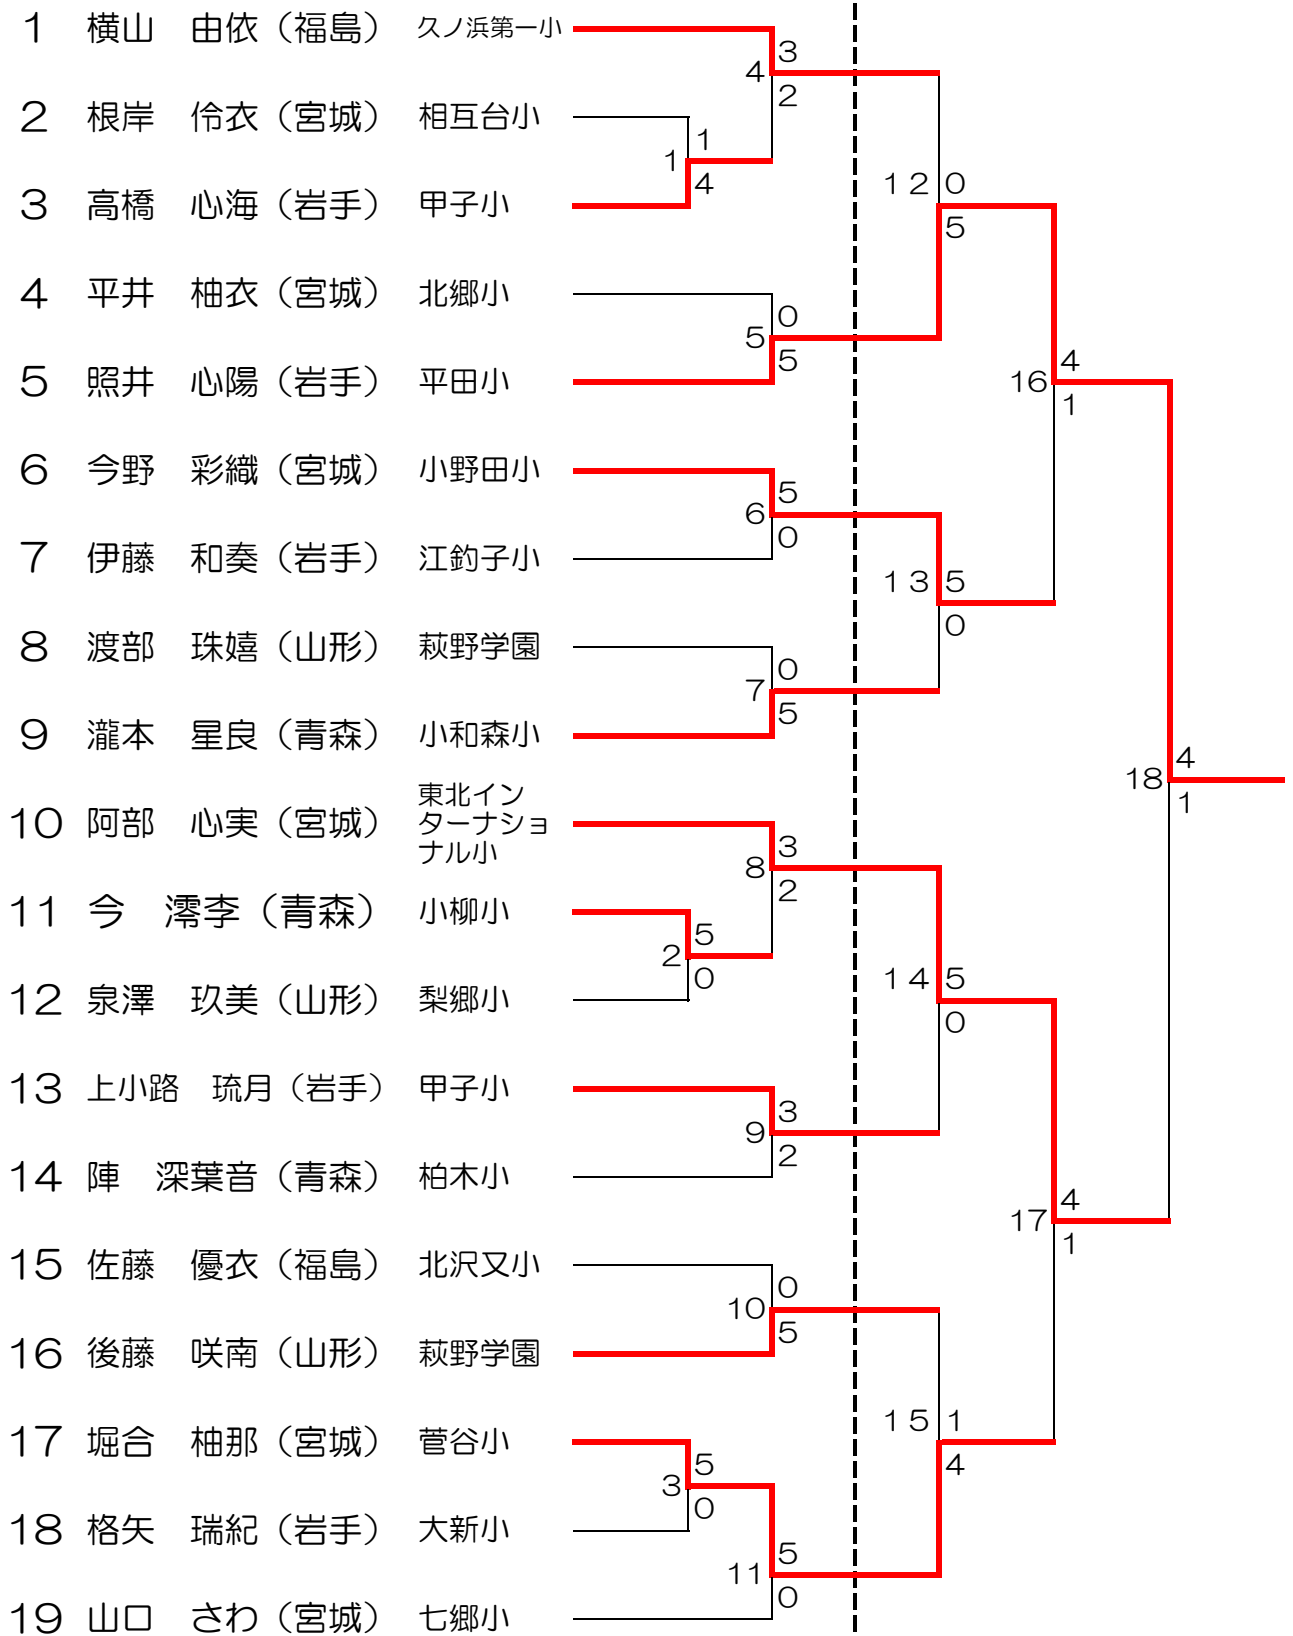 1 横山 由依（福島） 久ノ浜第一小
3
4
2
2 根岸 伶衣（宮城） 相互台小
1
1
4
3 高橋 心海（岩手） 甲子小
12 0
5
4 平井 柚衣（宮城） 北郷小
0
5
5
5 照井 心陽（岩手） 平田小
4
16
1
6 今野 彩織（宮城） 小野田小
5
6
0
7 伊藤 和奏（岩手） 江釣子小
13 5
0
8 渡部 珠嬉（山形） 萩野学園
0
7
5
9 瀧本 星良（青森） 小和森小
4
18
1
10 阿部 心実（宮城）
東北イン
ターナショ
ナル小
3
8
2
11 今 澪李（青森） 小柳小
5
2
0
12 泉澤 玖美（山形） 梨郷小
14 5
0
13 上小路 琉月（岩手） 甲子小
3
9
2
14 陣 深葉音（青森） 柏木小
4
17
1
15 佐藤 優衣（福島） 北沢又小
0
10
5
16 後藤 咲南（山形） 萩野学園
15 1
4
17 堀合 柚那（宮城） 菅谷小
5
3
0
18 格矢 瑞紀（岩手） 大新小
5
11
0
19 山口 さわ（宮城） 七郷小